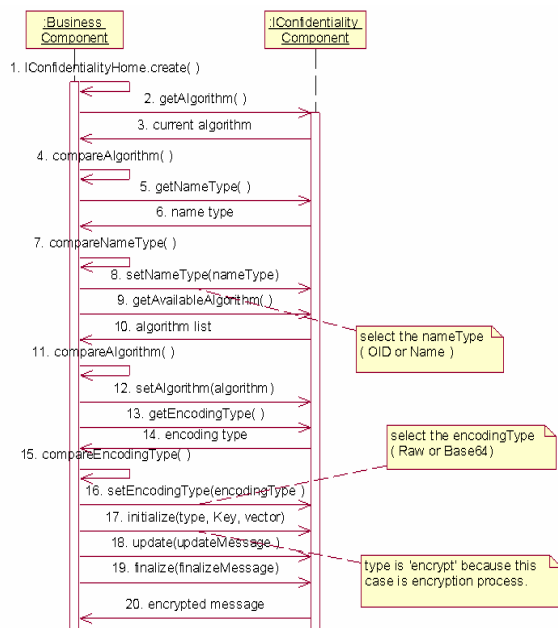 :Business
Component
:IConfidentiality
Component
1. IConfidentialityHome.create( )
2. getAlgorithm( )
3. current algorithm
4. compareAlgorithm( )
5. getNameType( )
6. name type
7. compareNameType( )
8. setNameType(nameType)
9. getAvailableAlgorithm( )
10. algorithm list
select the nameType
( OID or Name )
11. compareAlgorithm( )
12. setAlgorithm(algorithm)
13. getEncodingType( )
14. encoding type
select the encodingType
( Raw or Base64)
15. compareEncodingType( )
16. setEncodingType(encodingType )
17. initialize(type, Key, vector)
18. update(updateMessage )
type is 'encrypt' because this
case is encryption process.
19. finalize(finalizeMessage)
20. encrypted message